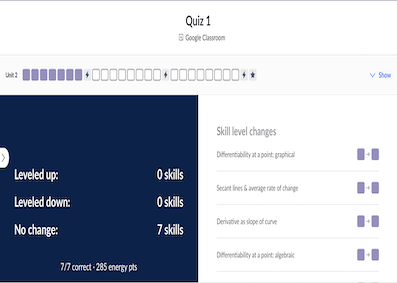 Quiz 1
Google Classroom
Unit 2
Show
Leveled up: 0 skills
Leveled down: 0 skills
No change: 7 skills
7/7 correct · 285 energy pts
Skill level changes
Differentiability at a point: graphical
Secant lines & average rate of change
Derivative as slope of curve
Differentiability at a point: algebraic